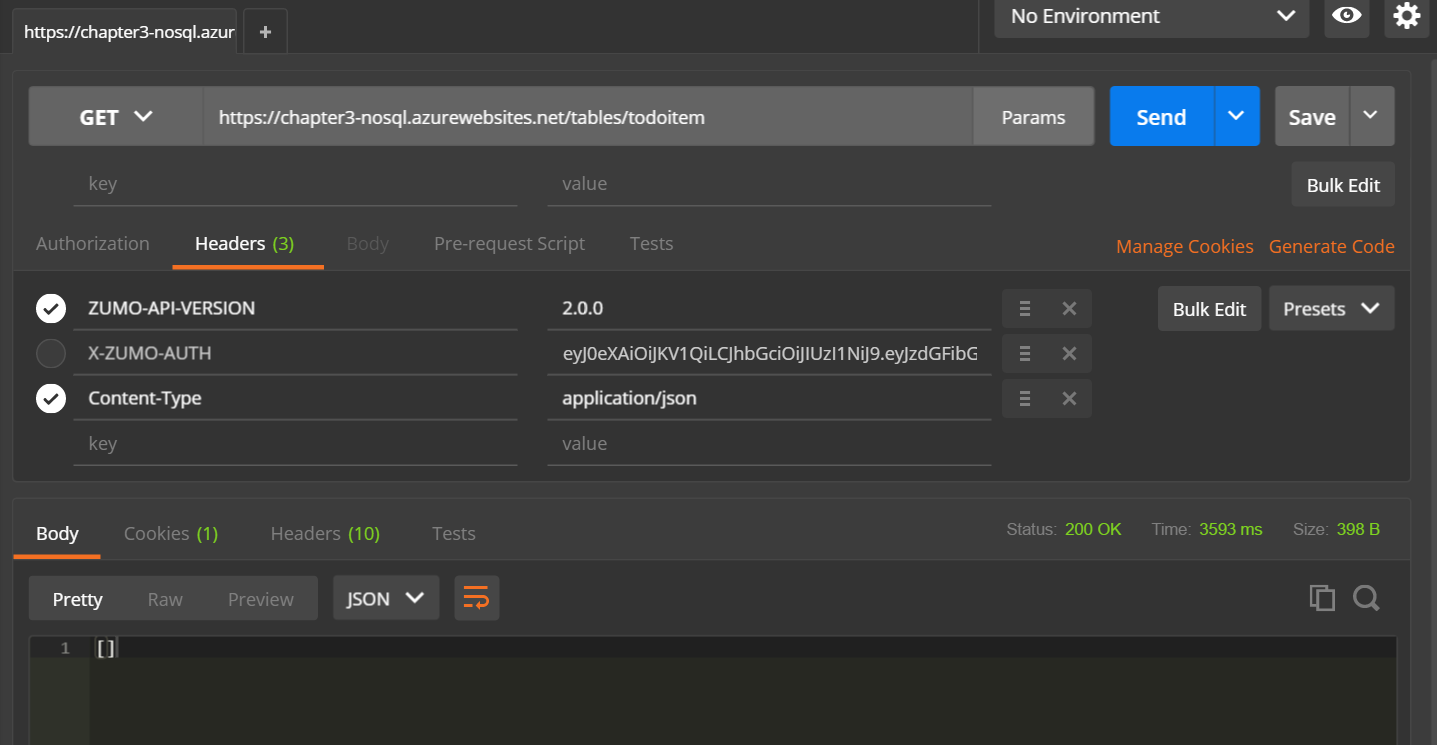 https://chapter3-nosql.azur +
No Environment
GET https://chapter3-nosql.azurewebsites.net/tables/todoitem Params Send Save
key value Bulk Edit
Authorization Headers (3) Body Pre-request Script Tests Manage Cookies Generate Code
ZUMO-API-VERSION 2.0.0 Bulk Edit Presets
X-ZUMO-AUTH eyJ0eXAiOiJKV1QiLCJhbGciOiJIUzI1NiJ9.eyJzdGFibG
Content-Type application/json
key value
Body Cookies (1) Headers (10) Tests Status: 200 OK Time: 3593 ms Size: 398 B
Pretty Raw Preview JSON
1 []